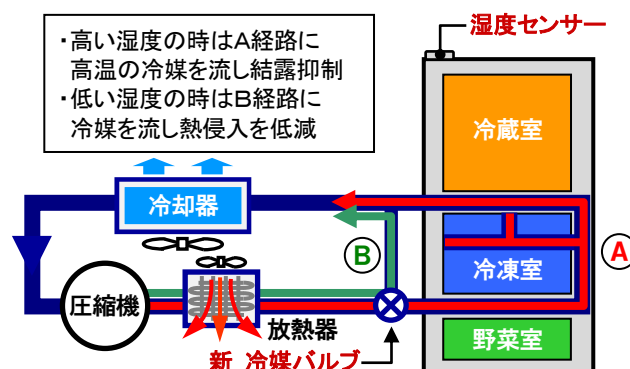 ・高い湿度の時はA経路に
高温の冷媒を流し結露抑制
・低い湿度の時はB経路に
冷媒を流し熱侵入を低減
湿度センサー
冷蔵室
冷却器
B
A
冷凍室
圧縮機
放熱器
新 冷媒バルブ
野菜室